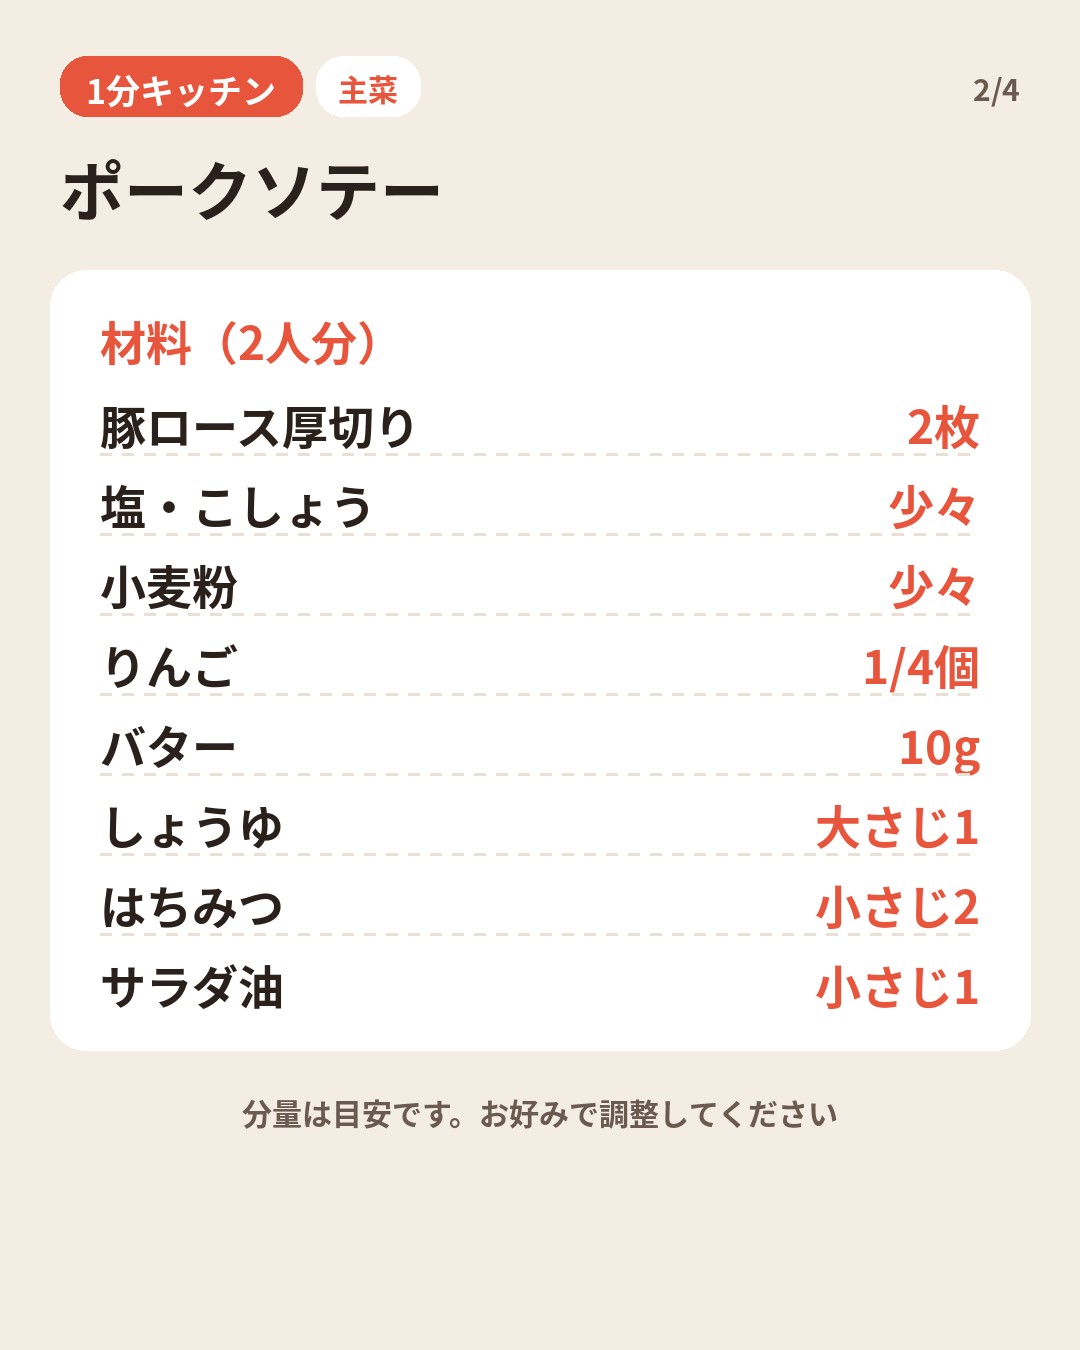 1分キッチン 主菜 2/4
ポークソテー
材料（2人分）
豚ロース厚切り 2枚
塩・こしょう 少々
小麦粉 少々
りんご 1/4個
バター 10g
しょうゆ 大さじ1
はちみつ 小さじ2
サラダ油 小さじ1
分量は目安です。お好みで調整してください